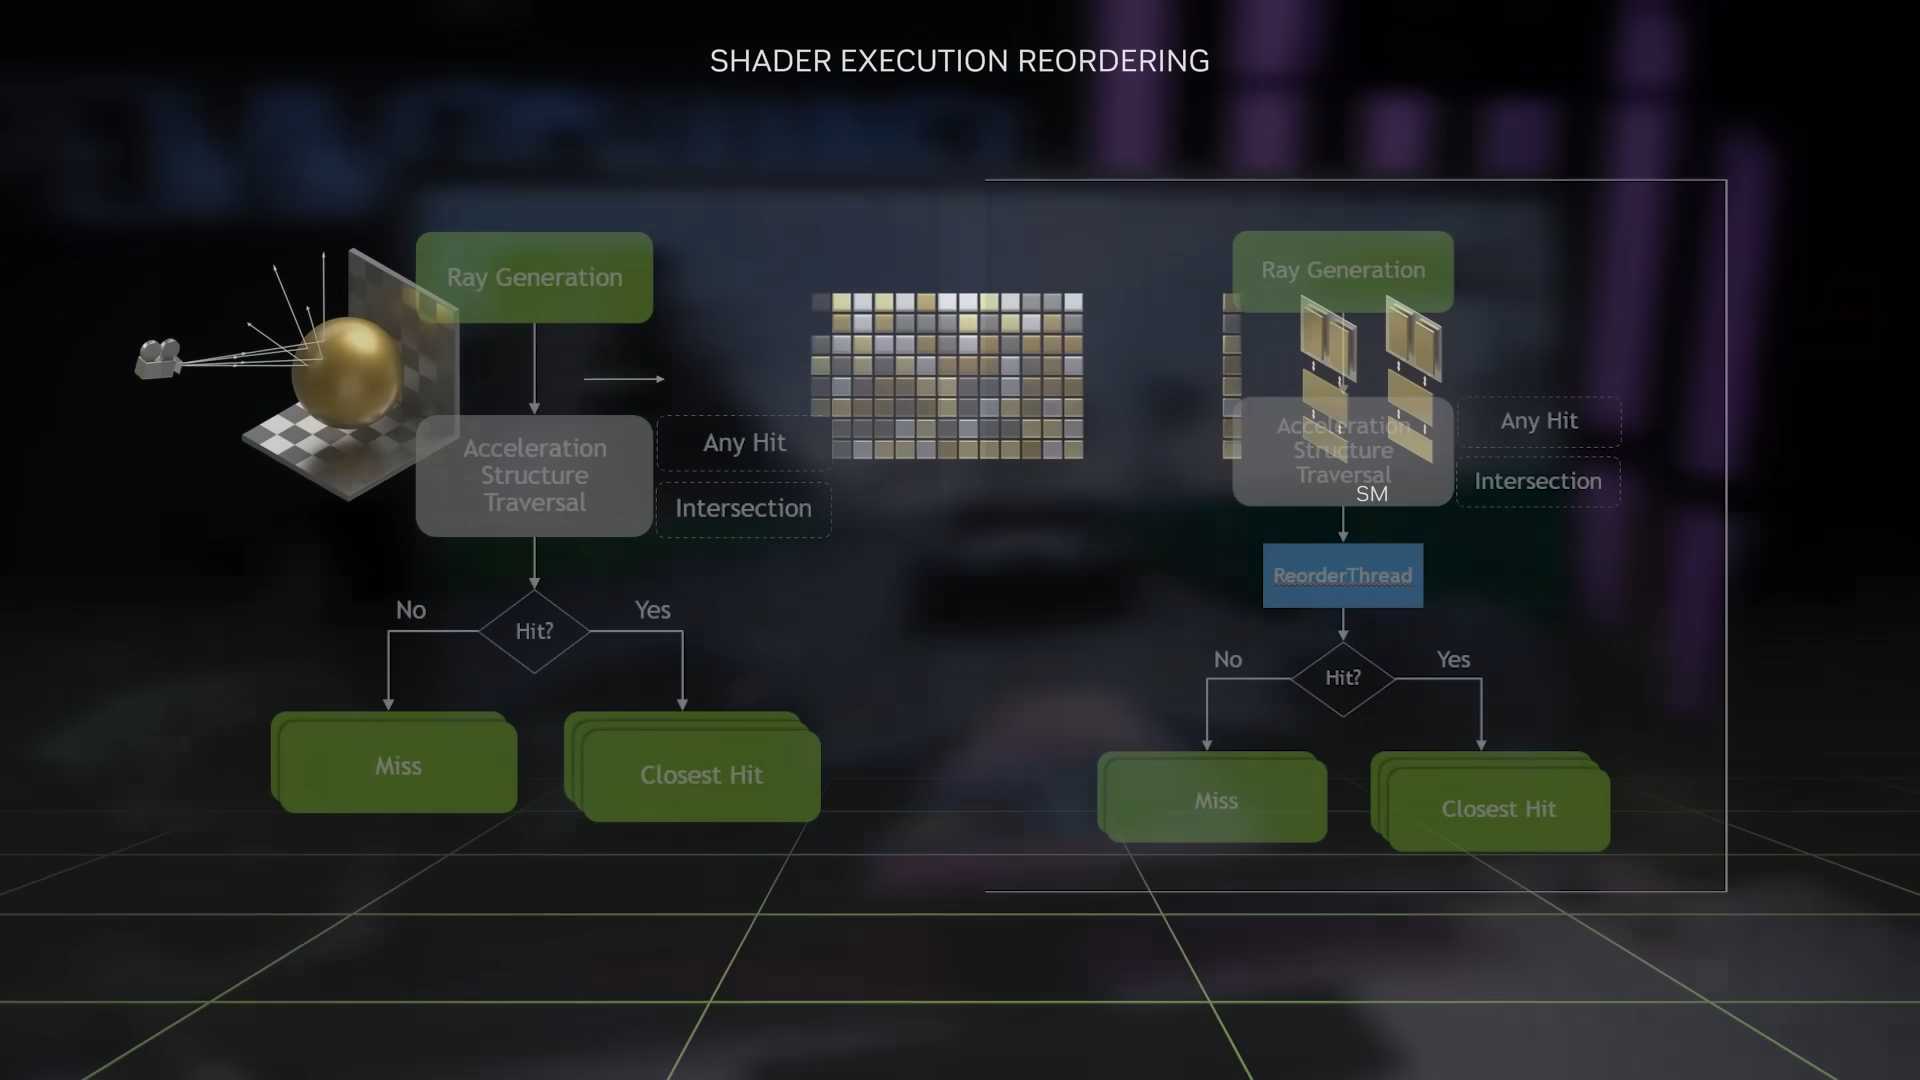 SHADER EXECUTION REORDERING
Ray Generation
Acceleration
Structure
Traversal
Any Hit
Intersection
No
Hit?
Yes
Miss
Closest Hit
Ray Generation
Acceleration
Structure
Traversal
SM
Any Hit
Intersection
ReorderThread
No
Hit?
Yes
Miss
Closest Hit